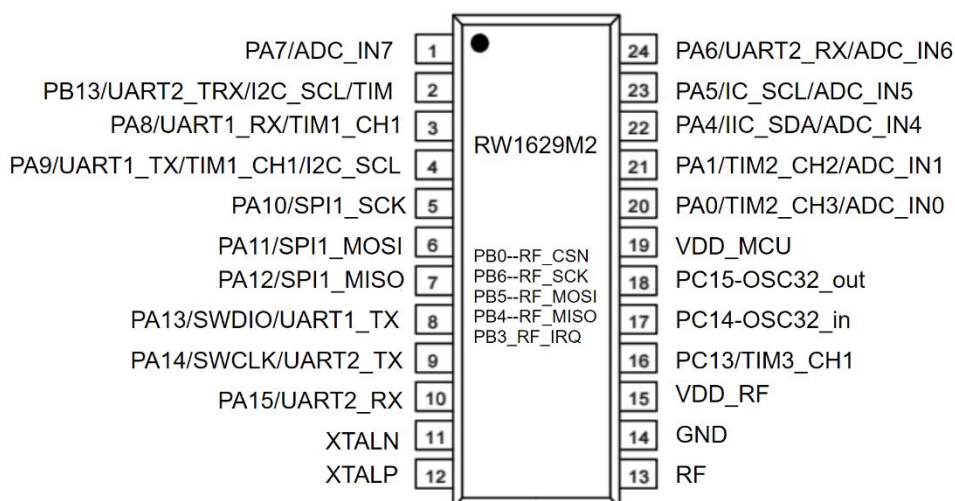 PA7/ADC_IN7 1 24 PA6/UART2_RX/ADC_IN6
PB13/UART2_TRX/I2C_SCL/TIM 2 23 PA5/IC_SCL/ADC_IN5
PA8/UART1_RX/TIM1_CH1 3 22 PA4/IIC_SDA/ADC_IN4
RW1629M2
PA9/UART1_TX/TIM1_CH1/I2C_SCL 4 21 PA1/TIM2_CH2/ADC_IN1
PA10/SPI1_SCK 5 20 PA0/TIM2_CH3/ADC_IN0
PA11/SPI1_MOSI 6 19 VDD_MCU
PB0--RF_CSN
PB6--RF_SCK
PA12/SPI1_MISO 7 18 PC15-OSC32_out
PB5--RF_MOSI
PB4--RF_MISO
PA13/SWDIO/UART1_TX 8 17 PC14-OSC32_in
PB3_RF_IRQ
PA14/SWCLK/UART2_TX 9 16 PC13/TIM3_CH1
PA15/UART2_RX 10 15 VDD_RF
XTALN 11 14 GND
XTALP 12 13 RF